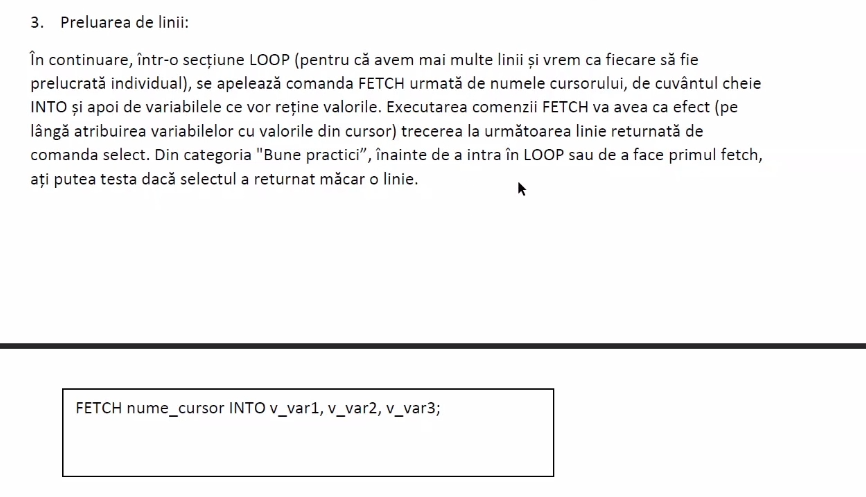 3. Preluarea de linii:
În continuare, într-o secțiune LOOP (pentru că avem mai multe linii și vrem ca fiecare să fie
prelucrată individual), se apelează comanda FETCH urmată de numele cursorului, de cuvântul cheie
INTO și apoi de variabilele ce vor reține valorile. Executarea comenzii FETCH va avea ca efect (pe
lângă atribuirea variabilelor cu valorile din cursor) trecerea la următoarea linie returnată de
comanda select. Din categoria "Bune practici”, înainte de a intra în LOOP sau de a face primul fetch,
ați putea testa dacă selectul a returnat măcar o linie.
FETCH nume_cursor INTO v_var1, v_var2, v_var3;